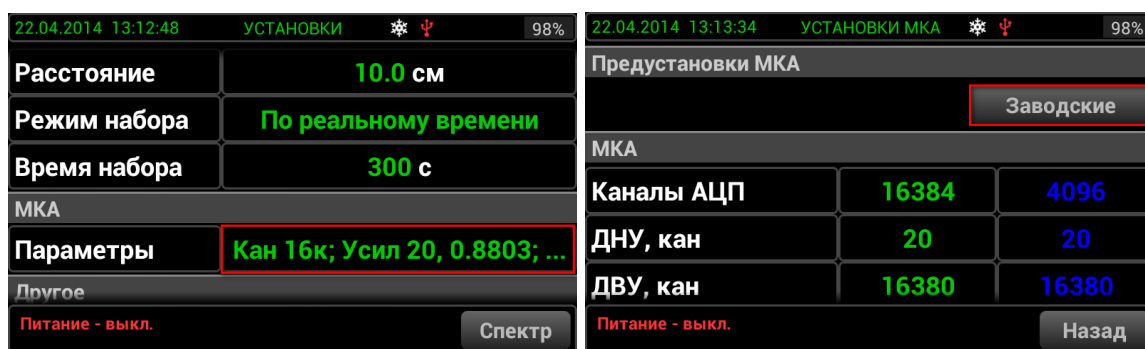 22.04.2014 13:12:48 УСТАНОВКИ 98%
Расстояние 10.0 см
Режим набора По реальному времени
Время набора 300 с
МКА
Параметры Кан 16к; Усил 20, 0.8803; ...
Другое
Питание - выкл. Спектр
22.04.2014 13:13:34 УСТАНОВКИ МКА 98%
Предустановки МКА
Заводские
МКА
Каналы АЦП 16384 4096
ДНУ, кан 20 20
ДВУ, кан 16380 16380
Питание - выкл. Назад